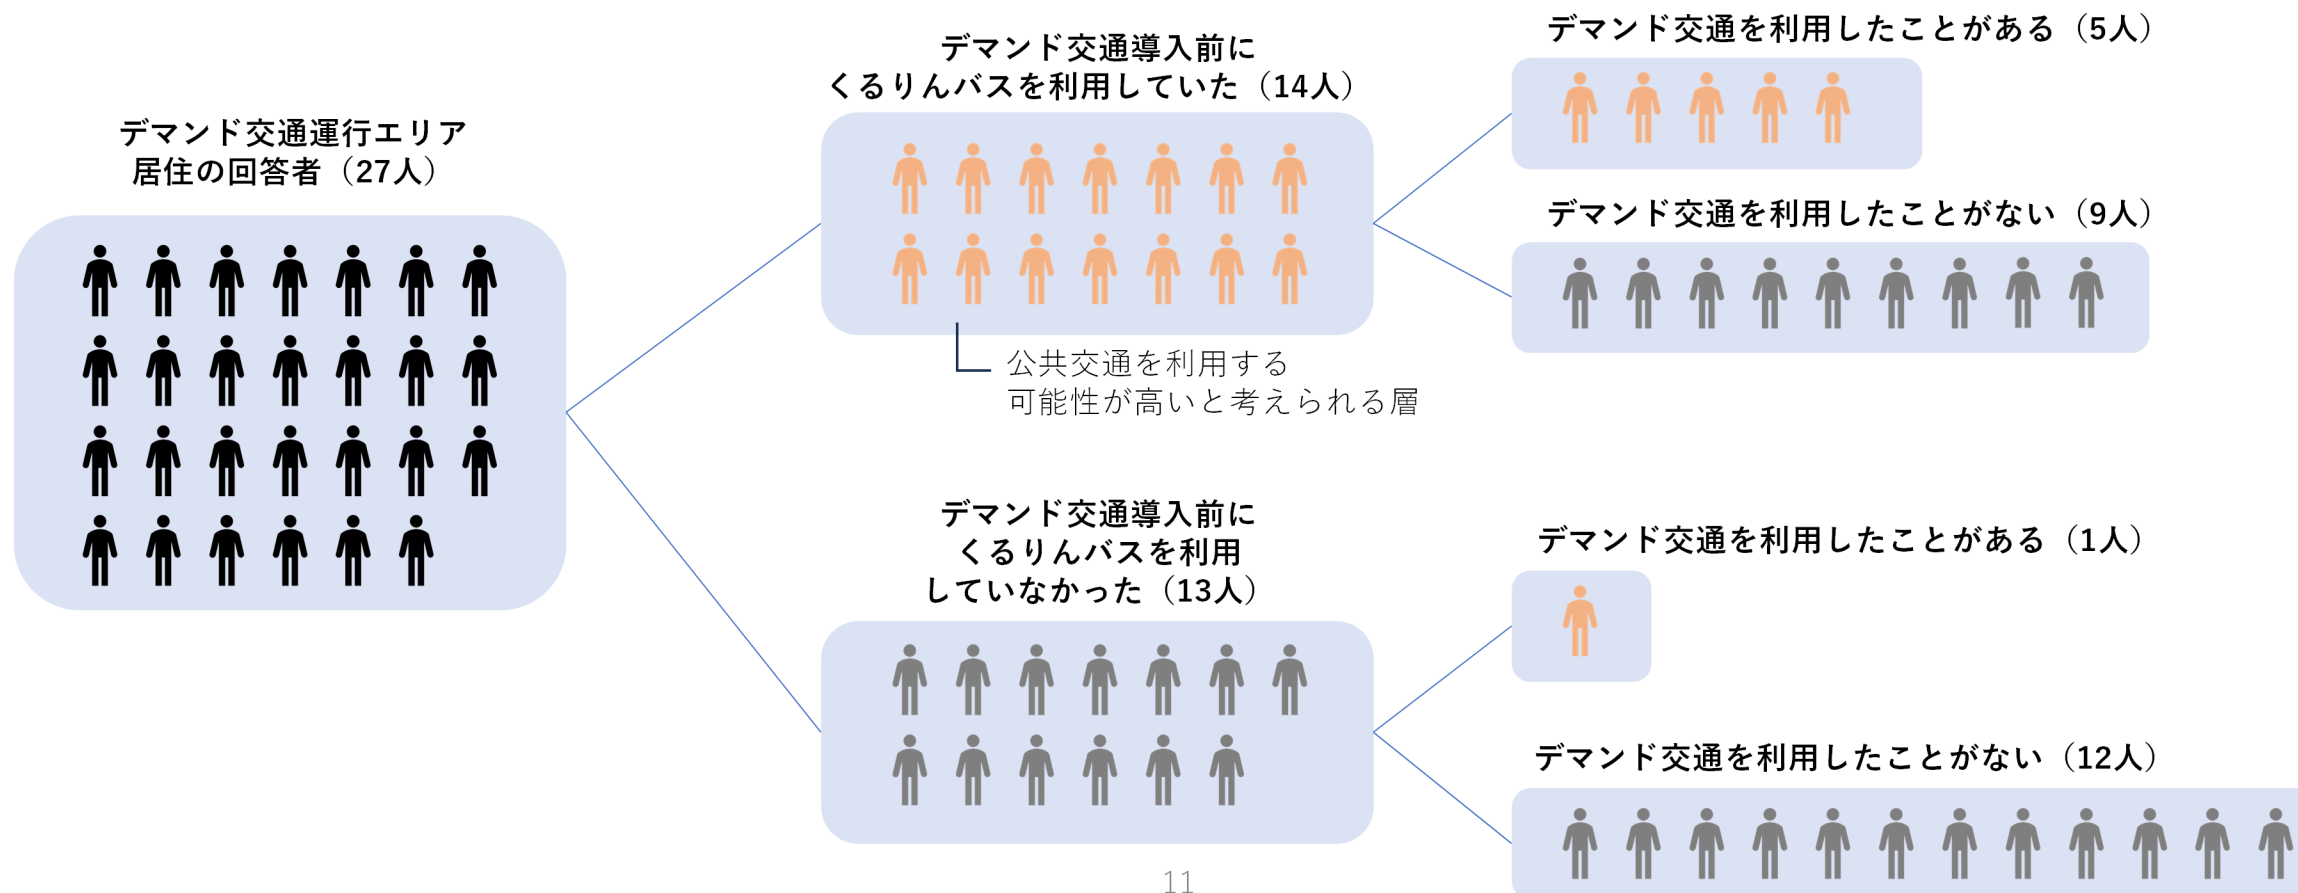 デマンド交通運行エリア
居住の回答者（27人）
デマンド交通導入前に
くるりんバスを利用していた（14人）
公共交通を利用する
可能性が高いと考えられる層
デマンド交通を利用したことがある（5人）
デマンド交通を利用したことがない（9人）
デマンド交通導入前に
くるりんバスを利用
していなかった（13人）
デマンド交通を利用したことがある（1人）
デマンド交通を利用したことがない（12人）
11